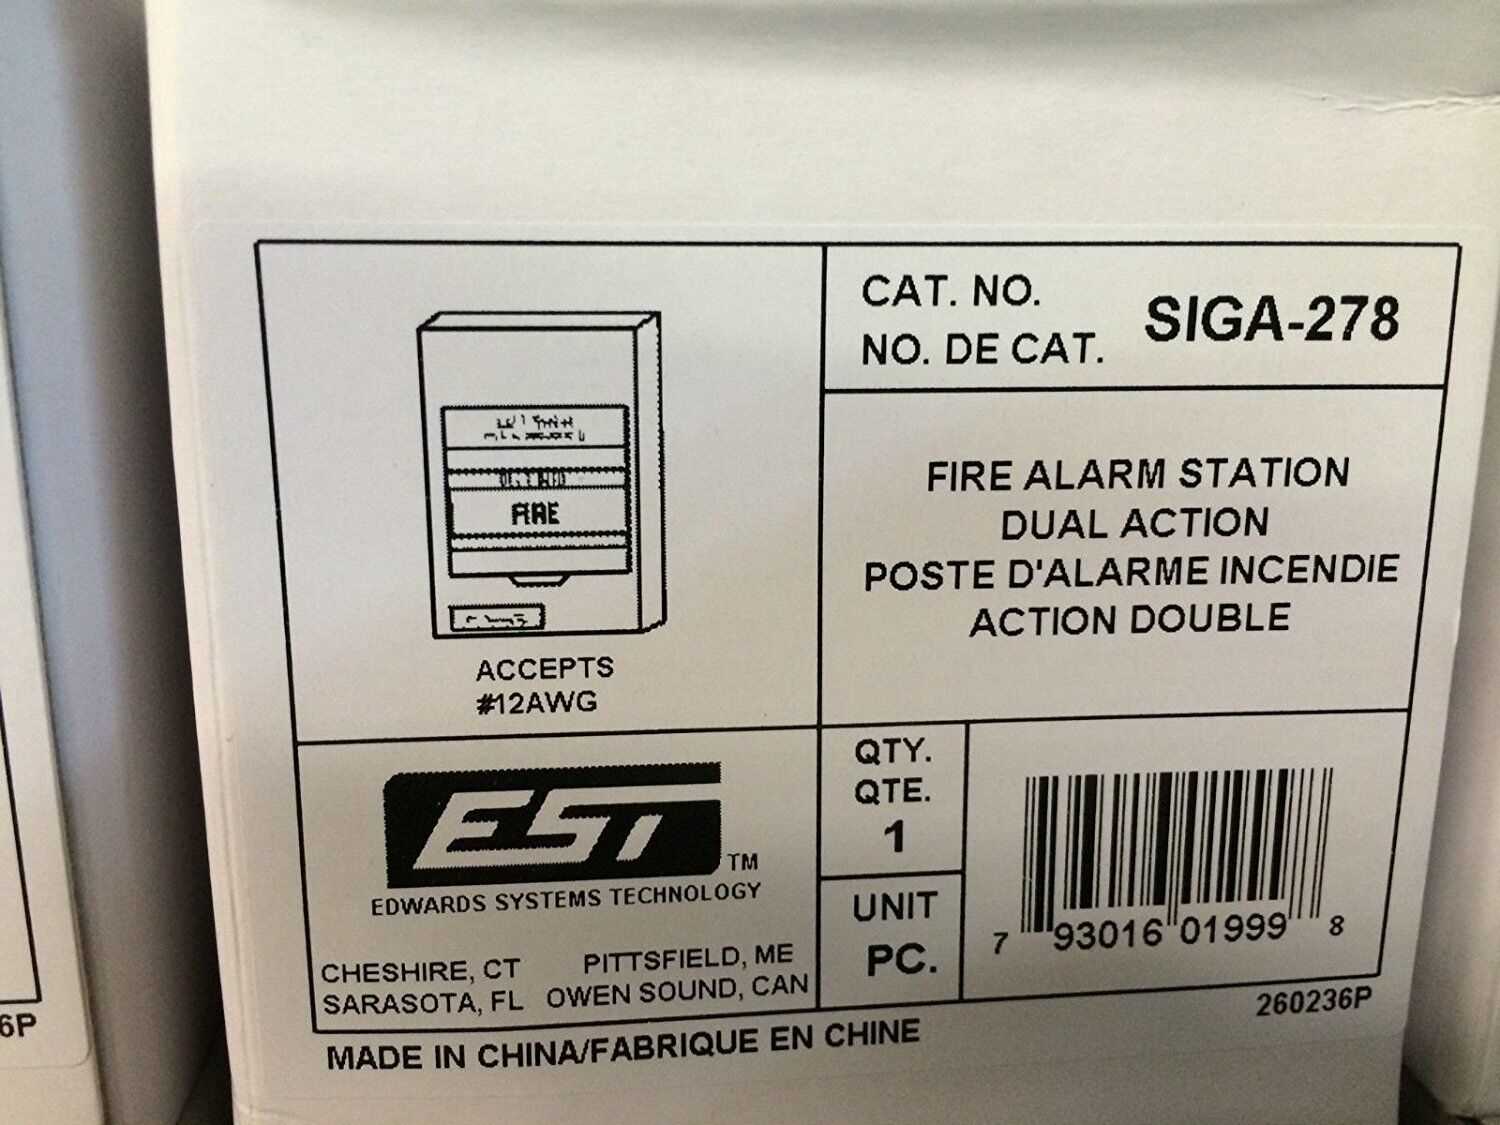 CAT. NO.
NO. DE CAT.
SIGA-278
FIRE
ACCEPTS
#12AWG
FIRE ALARM STATION
DUAL ACTION
POSTE D'ALARME INCENDIE
ACTION DOUBLE
EST
TM
EDWARDS SYSTEMS TECHNOLOGY
CHESHIRE, CT PITTSFIELD, ME
SARASOTA, FL OWEN SOUND, CAN
QTY.
QTE.
1
UNIT
PC.
7 93016 01999 8
260236P
MADE IN CHINA/FABRIQUE EN CHINE
6P